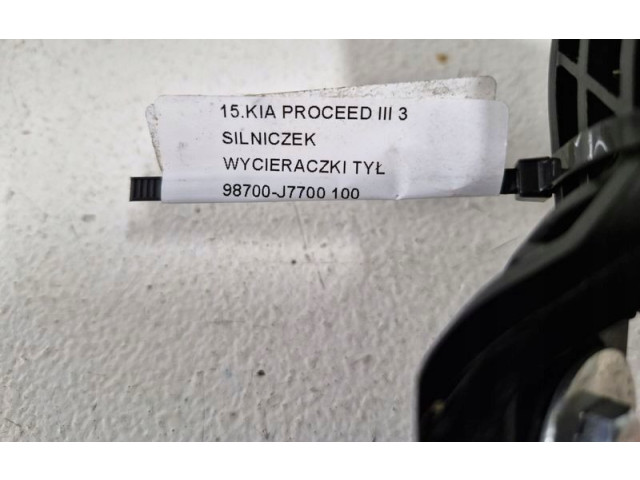 15.KIA PROCEED III 3
SILNICZEK
WYCIERACZKI TYŁ
98700-J7700 100